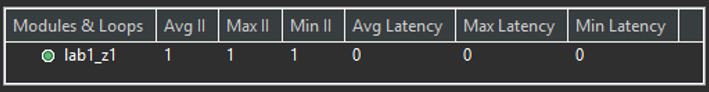 Modules & Loops Avg II Max II Min II Avg Latency Max Latency Min Latency
lab1_z1 1 1 1 0 0 0